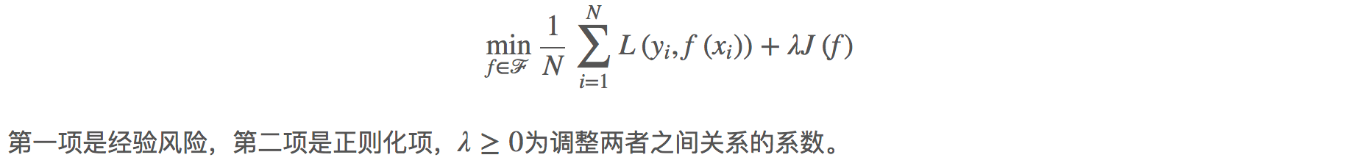 min_{f∈ℱ} 1/N ∑_{i=1}^{N} L(y_i, f(x_i)) + λJ(f)
第一项是经验风险，第二项是正则化项，λ ≥ 0为调整两者之间关系的系数。